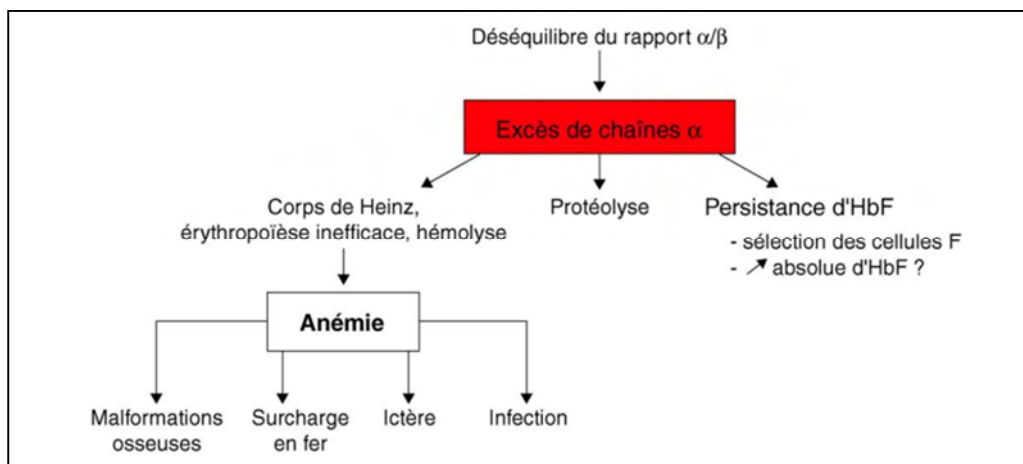 Déséquilibre du rapport α/β
Excès de chaînes α
Corps de Heinz,
érythropoïèse inefficace, hémolyse
Protéolyse
Persistance d'HbF
- sélection des cellules F
- ↗ absolue d'HbF ?
Anémie
Malformations
osseuses
Surcharge
en fer
Ictère
Infection